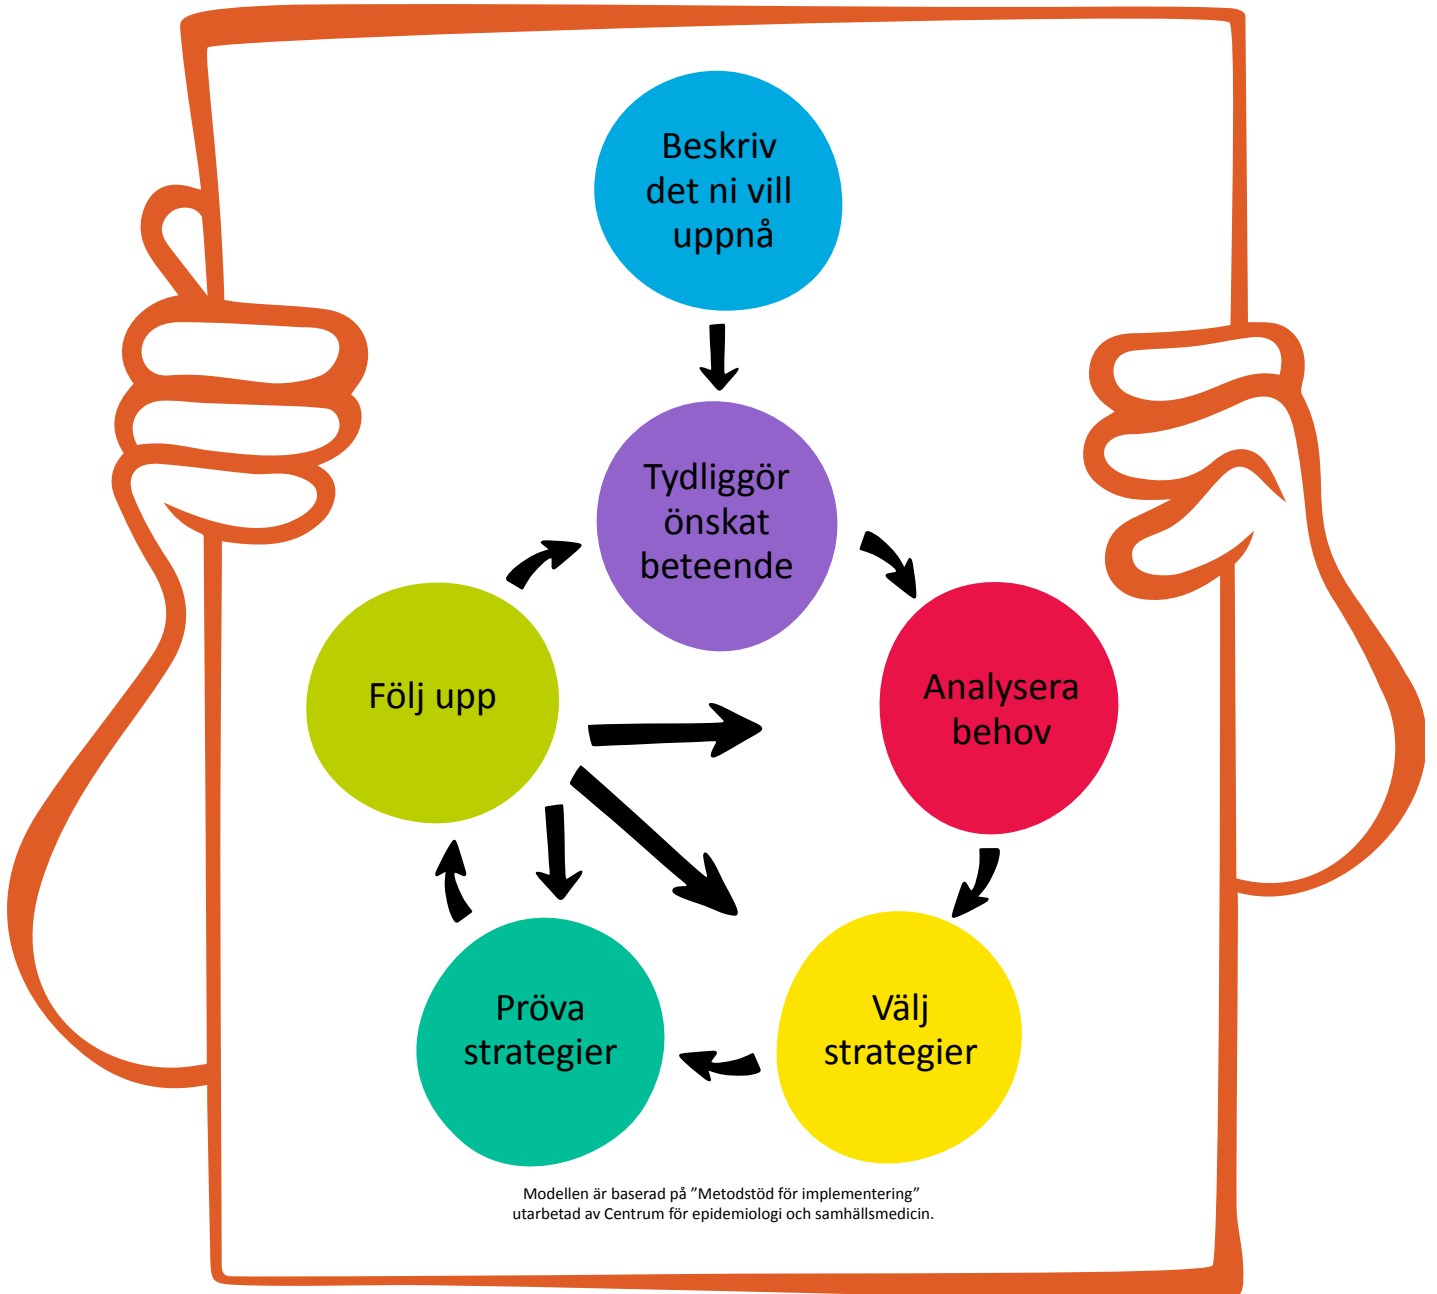 Beskriv
det ni vill
uppnå
Tydliggör
önskat
beteende
Följ upp
Analysera
behov
Pröva
strategier
Välj
strategier
Modellen är baserad på ”Metodstöd för implementering”
utarbetad av Centrum för epidemiologi och samhällsmedicin.